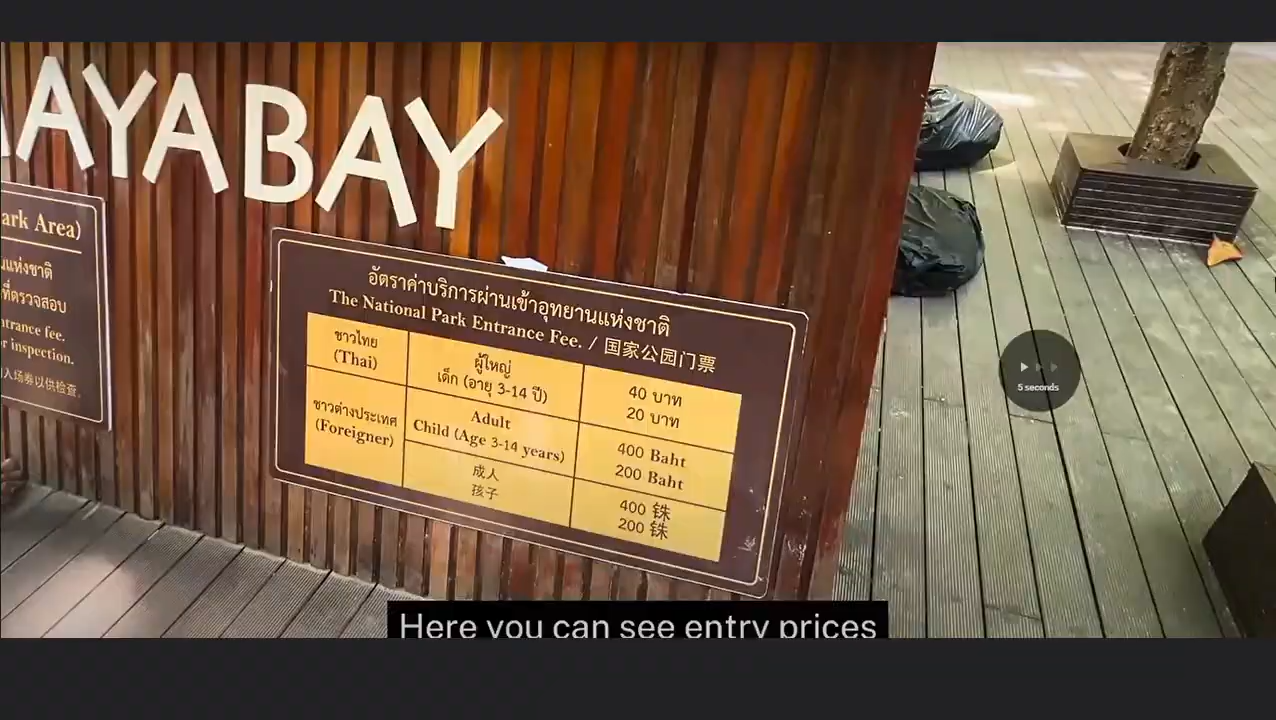 AYABAY
ark Area)
นแห่งชาติ
ที่ตรวจสอบ
ntrance fee.
r inspection.
入场券以供检查。
อัตราค่าบริการผ่านเข้าอุทยานแห่งชาติ
The National Park Entrance Fee. / 国家公园门票
ชาวไทย
(Thai)
ผู้ใหญ่
เด็ก (อายุ 3-14 ปี)
40 บาท
20 บาท
ชาวต่างประเทศ
(Foreigner)
Adult
Child (Age 3-14 years)
400 Baht
200 Baht
成人
孩子
400 铢
200 铢
5 seconds
Here you can see entry prices